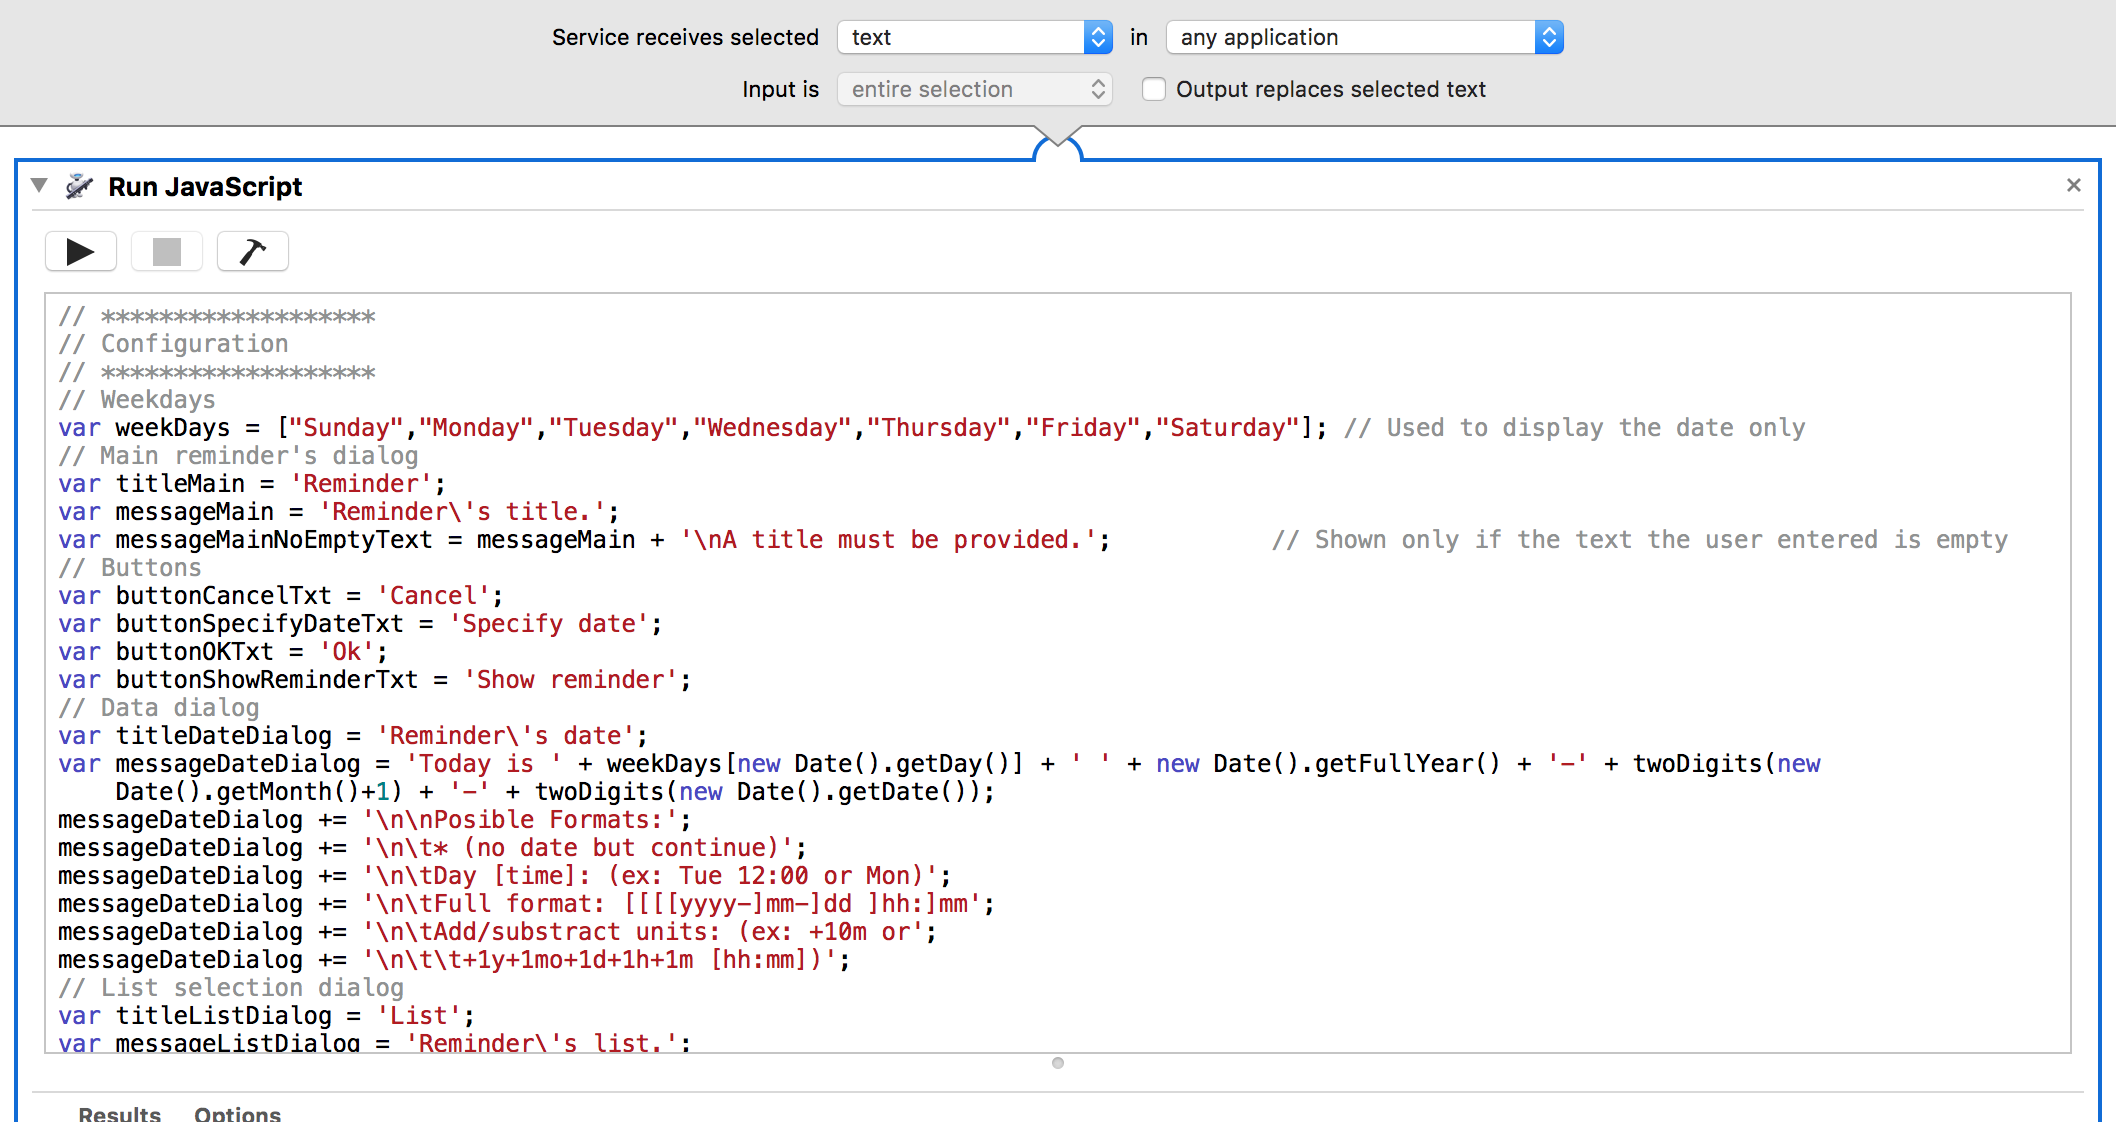 Service receives selected text in any application
Input is entire selection Output replaces selected text
Run JavaScript
// *******************
// Configuration
// *******************
// Weekdays
var weekDays = ["Sunday","Monday","Tuesday","Wednesday","Thursday","Friday","Saturday"]; // Used to display the date only
// Main reminder's dialog
var titleMain = 'Reminder';
var messageMain = 'Reminder\'s title.';
var messageMainNoEmptyText = messageMain + '\nA title must be provided.'; // Shown only if the text the user entered is empty
// Buttons
var buttonCancelTxt = 'Cancel';
var buttonSpecifyDateTxt = 'Specify date';
var buttonOKTxt = 'Ok';
var buttonShowReminderTxt = 'Show reminder';
// Data dialog
var titleDateDialog = 'Reminder\'s date';
var messageDateDialog = 'Today is ' + weekDays[new Date().getDay()] + ' ' + new Date().getFullYear() + '-' + twoDigits(new
Date().getMonth()+1) + '-' + twoDigits(new Date().getDate());
messageDateDialog += '\n\nPosible Formats:';
messageDateDialog += '\n\t* (no date but continue)';
messageDateDialog += '\n\tDay [time]: (ex: Tue 12:00 or Mon)';
messageDateDialog += '\n\tFull format: [[[[yyyy-]mm-]dd ]hh:]mm';
messageDateDialog += '\n\tAdd/substract units: (ex: +10m or';
messageDateDialog += '\n\t\t+1y+1mo+1d+1h+1m [hh:mm])';
// List selection dialog
var titleListDialog = 'List';
var messageListDialog = 'Reminder\'s list.';
Results Options